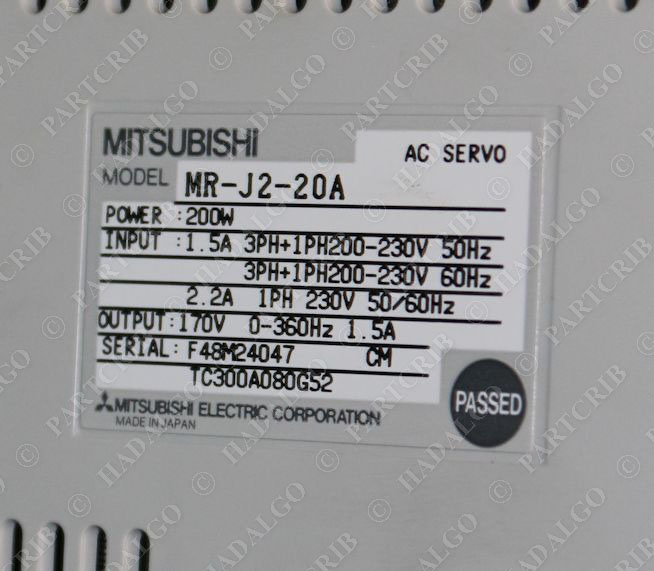 MITSUBISHI
AC SERVO
MODEL MR-J2-20A
POWER :200W
INPUT :1.5A 3PH+1PH200-230V 50Hz
3PH+1PH200-230V 60Hz
2.2A 1PH 230V 50/60Hz
OUTPUT:170V 0-360Hz 1.5A
SERIAL: F48M24047 CM
TC300A080G52
PASSED
MITSUBISHI ELECTRIC CORPORATION
MADE IN JAPAN
© PARTCRIB © HADALGO